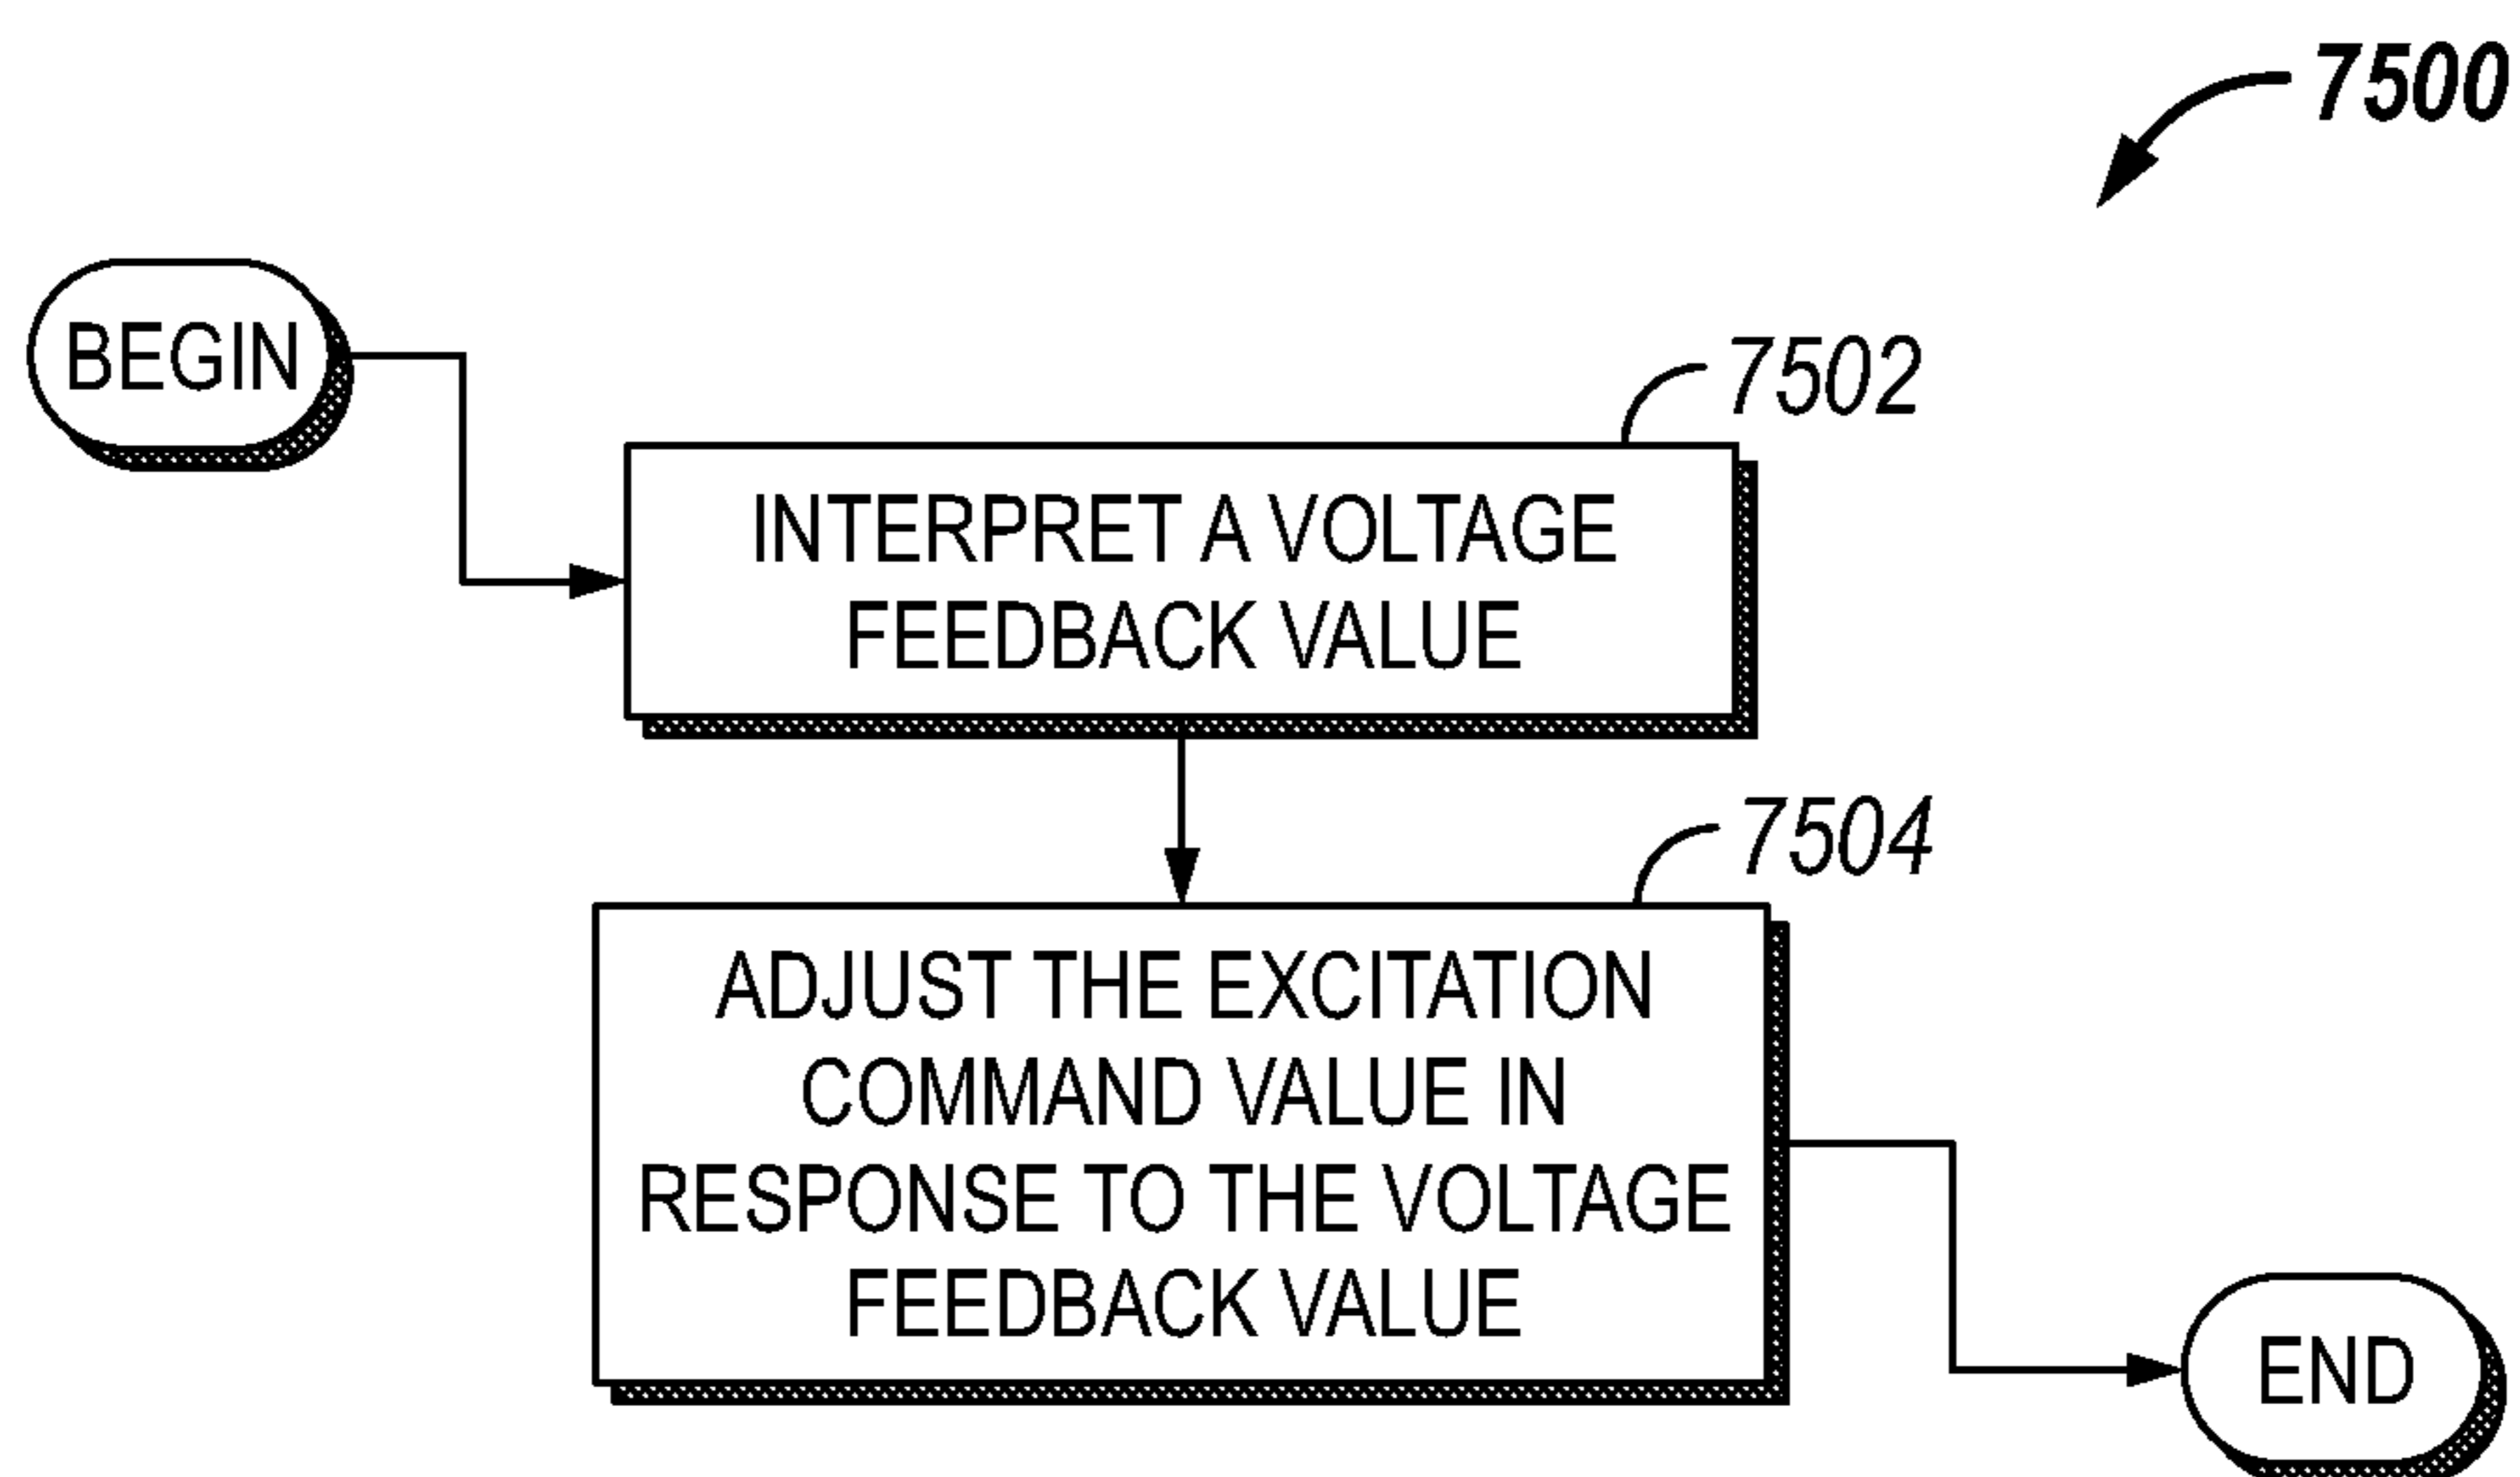 7500
BEGIN
7502
INTERPRET A VOLTAGE
FEEDBACK VALUE
7504
ADJUST THE EXCITATION
COMMAND VALUE IN
RESPONSE TO THE VOLTAGE
FEEDBACK VALUE
END